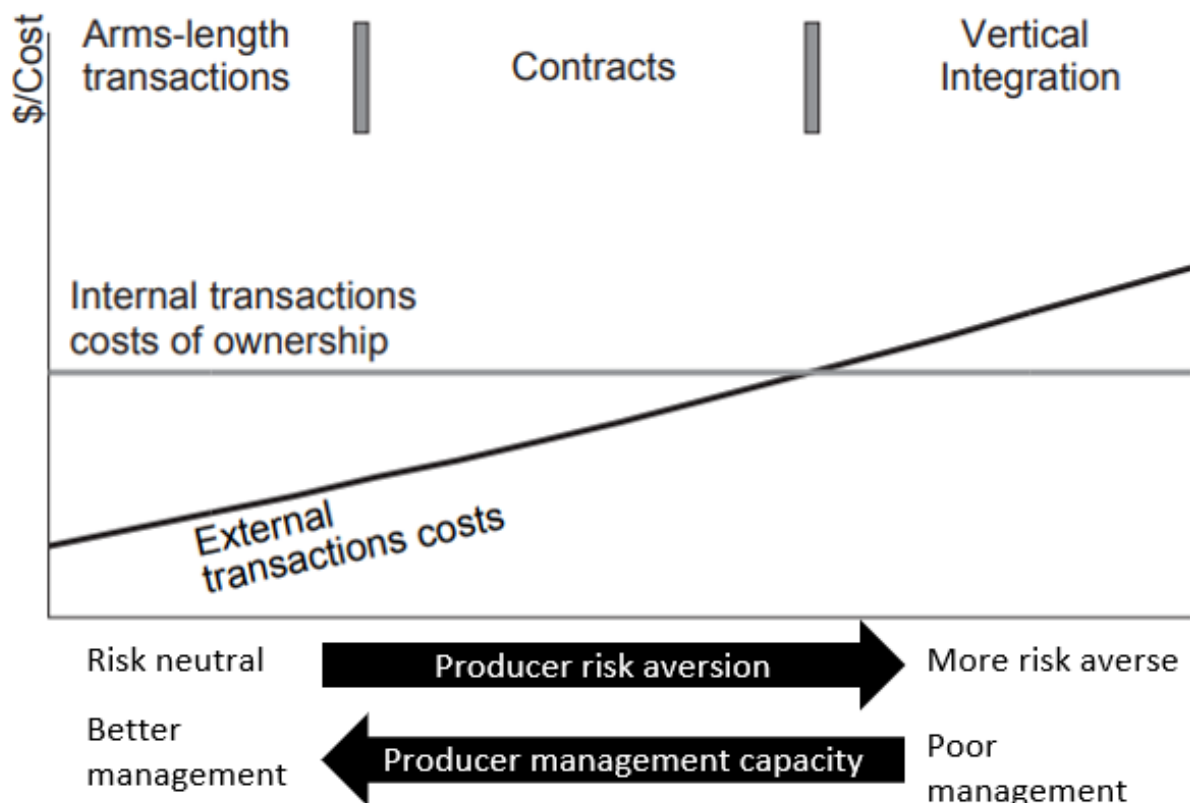 $/Cost
Arms-length
transactions
Contracts
Vertical
Integration
Internal transactions
costs of ownership
External
transactions costs
Risk neutral
Producer risk aversion
More risk averse
Better
management
Producer management capacity
Poor
management